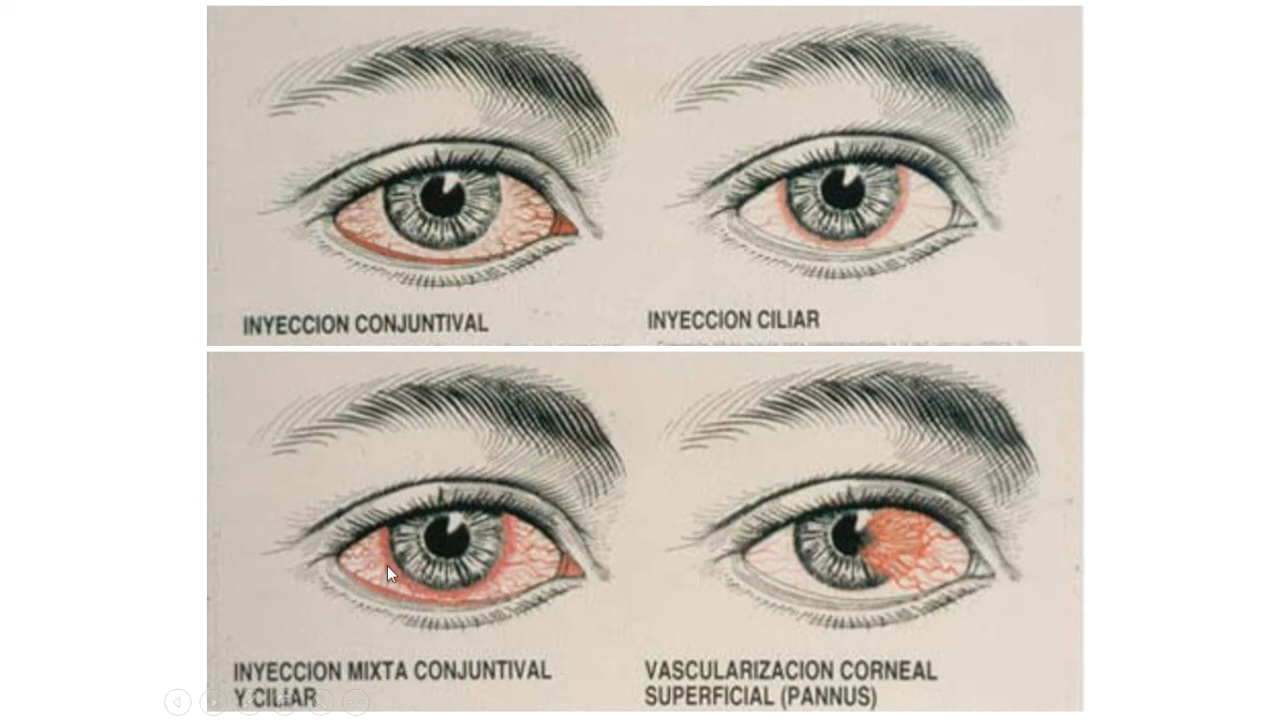 INYECCION CONJUNTIVAL
INYECCION CILIAR
INYECCION MIXTA CONJUNTIVAL
Y CILIAR
VASCULARIZACION CORNEAL
SUPERFICIAL (PANNUS)